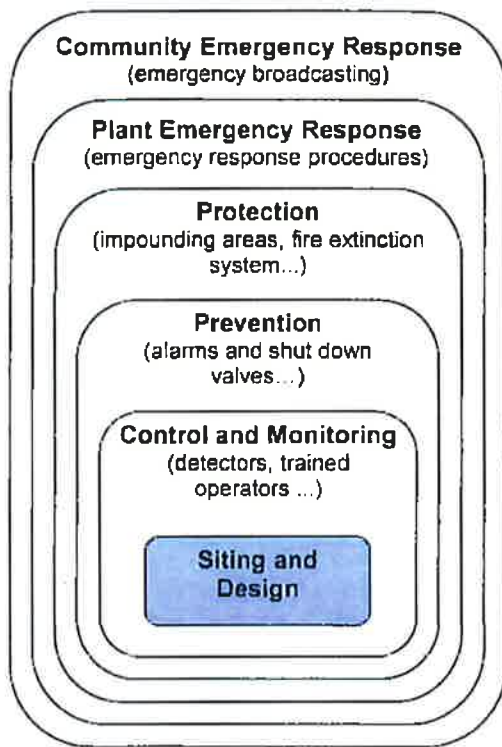 Community Emergency Response
(emergency broadcasting)
Plant Emergency Response
(emergency response procedures)
Protection
(impounding areas, fire extinction
system...)
Prevention
(alarms and shut down
valves...)
Control and Monitoring
(detectors, trained
operators ...)
Siting and
Design